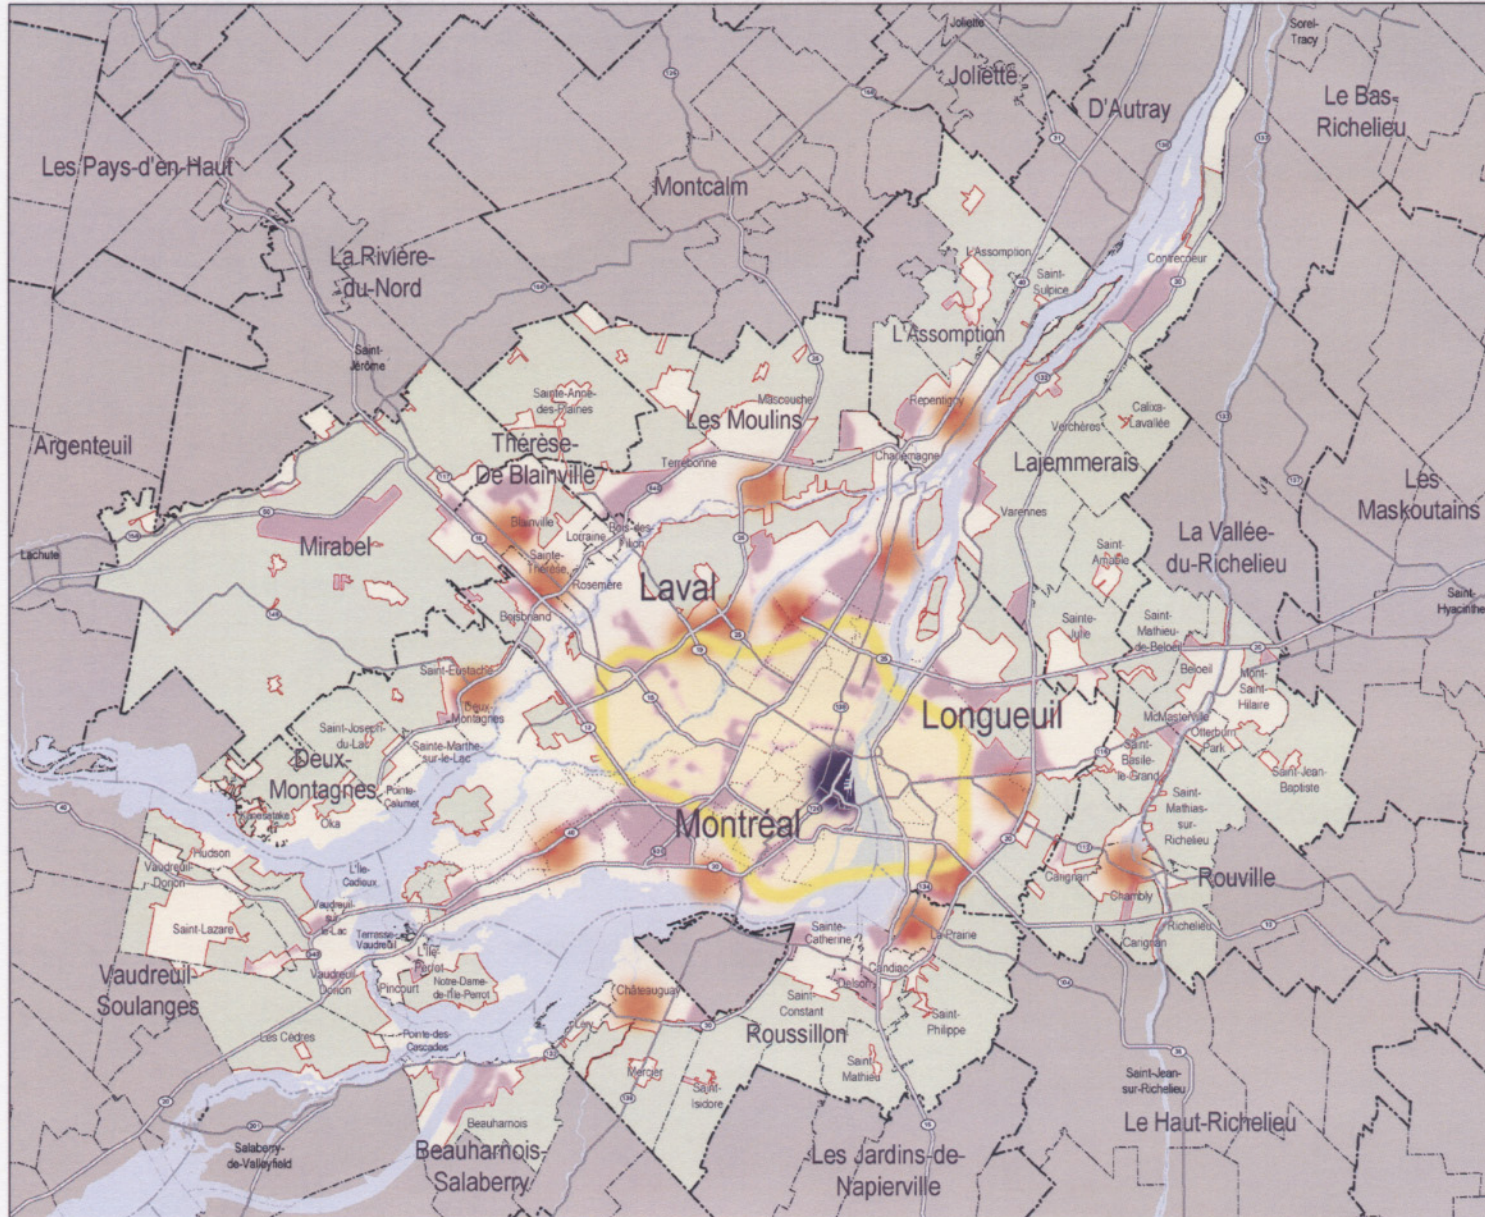 Joliette
Sorel-
Tracy
Joliette
D'Autray
Le Bas-
Richelieu
Les Pays-d'en-Haut
Montcalm
La Rivière-
du-Nord
L'Assomption
Saint-
Sulpice
Contrecoeur
L'Assomption
Saint-
Jérôme
Sainte-Anne-
des-Plaines
Mascouche
Les Moulins
Repentigny
Calixa-
Lavallée
Verchères
Argenteuil
Thérèse-
De Blainville
Terrebonne
Charlemagne
Lajemmerais
Les
Maskoutains
Varennes
Blainville
Lorraine
Bois-des-
Filion
Mirabel
Lachute
Sainte-
Thérèse
Rosemère
Laval
Saint-
Amable
La Vallée-
du-Richelieu
Saint-
Hyacinthe
Boisbriand
Sainte-
Julie
Saint-
Mathieu-
de-Beloeil
Beloeil
Mont-
Saint-
Hilaire
Saint-Eustache
Deux-
Montagnes
Longueuil
McMasterville
Otterburn
Park
Saint-Joseph-
du-Lac
Sainte-Marthe-
sur-le-Lac
Deux-
Montagnes
Pointe-
Calumet
Saint-
Basile-
le-Grand
Saint-Jean-
Baptiste
Kanesatake
Oka
Montréal
Saint-
Mathias-
sur-
Richelieu
Hudson
Vaudreuil-
Dorion
L'Île-
Cadieux
Carignan
Chambly
Rouville
Saint-Lazare
Vaudreuil-
sur-
le-Lac
Terrasse-
Vaudreuil
L'Île-
Perrot
Sainte-
Catherine
La Prairie
Richelieu
Carignan
Vaudreuil-
Soulanges
Vaudreuil-
Dorion
Pincourt
Notre-Dame-
de-l'Île-Perrot
Châteauguay
Candiac
Delson
Saint-
Constant
Saint-
Philippe
Les Cèdres
Pointe-des-
Cascades
Léry
Roussillon
Mercier
Saint-
Isidore
Saint-
Mathieu
Saint-Jean-
sur-Richelieu
Beauharnois
Le Haut-Richelieu
Salaberry-
de-Valleyfield
Beauharnois-
Salaberry
Les Jardins-de-
Napierville